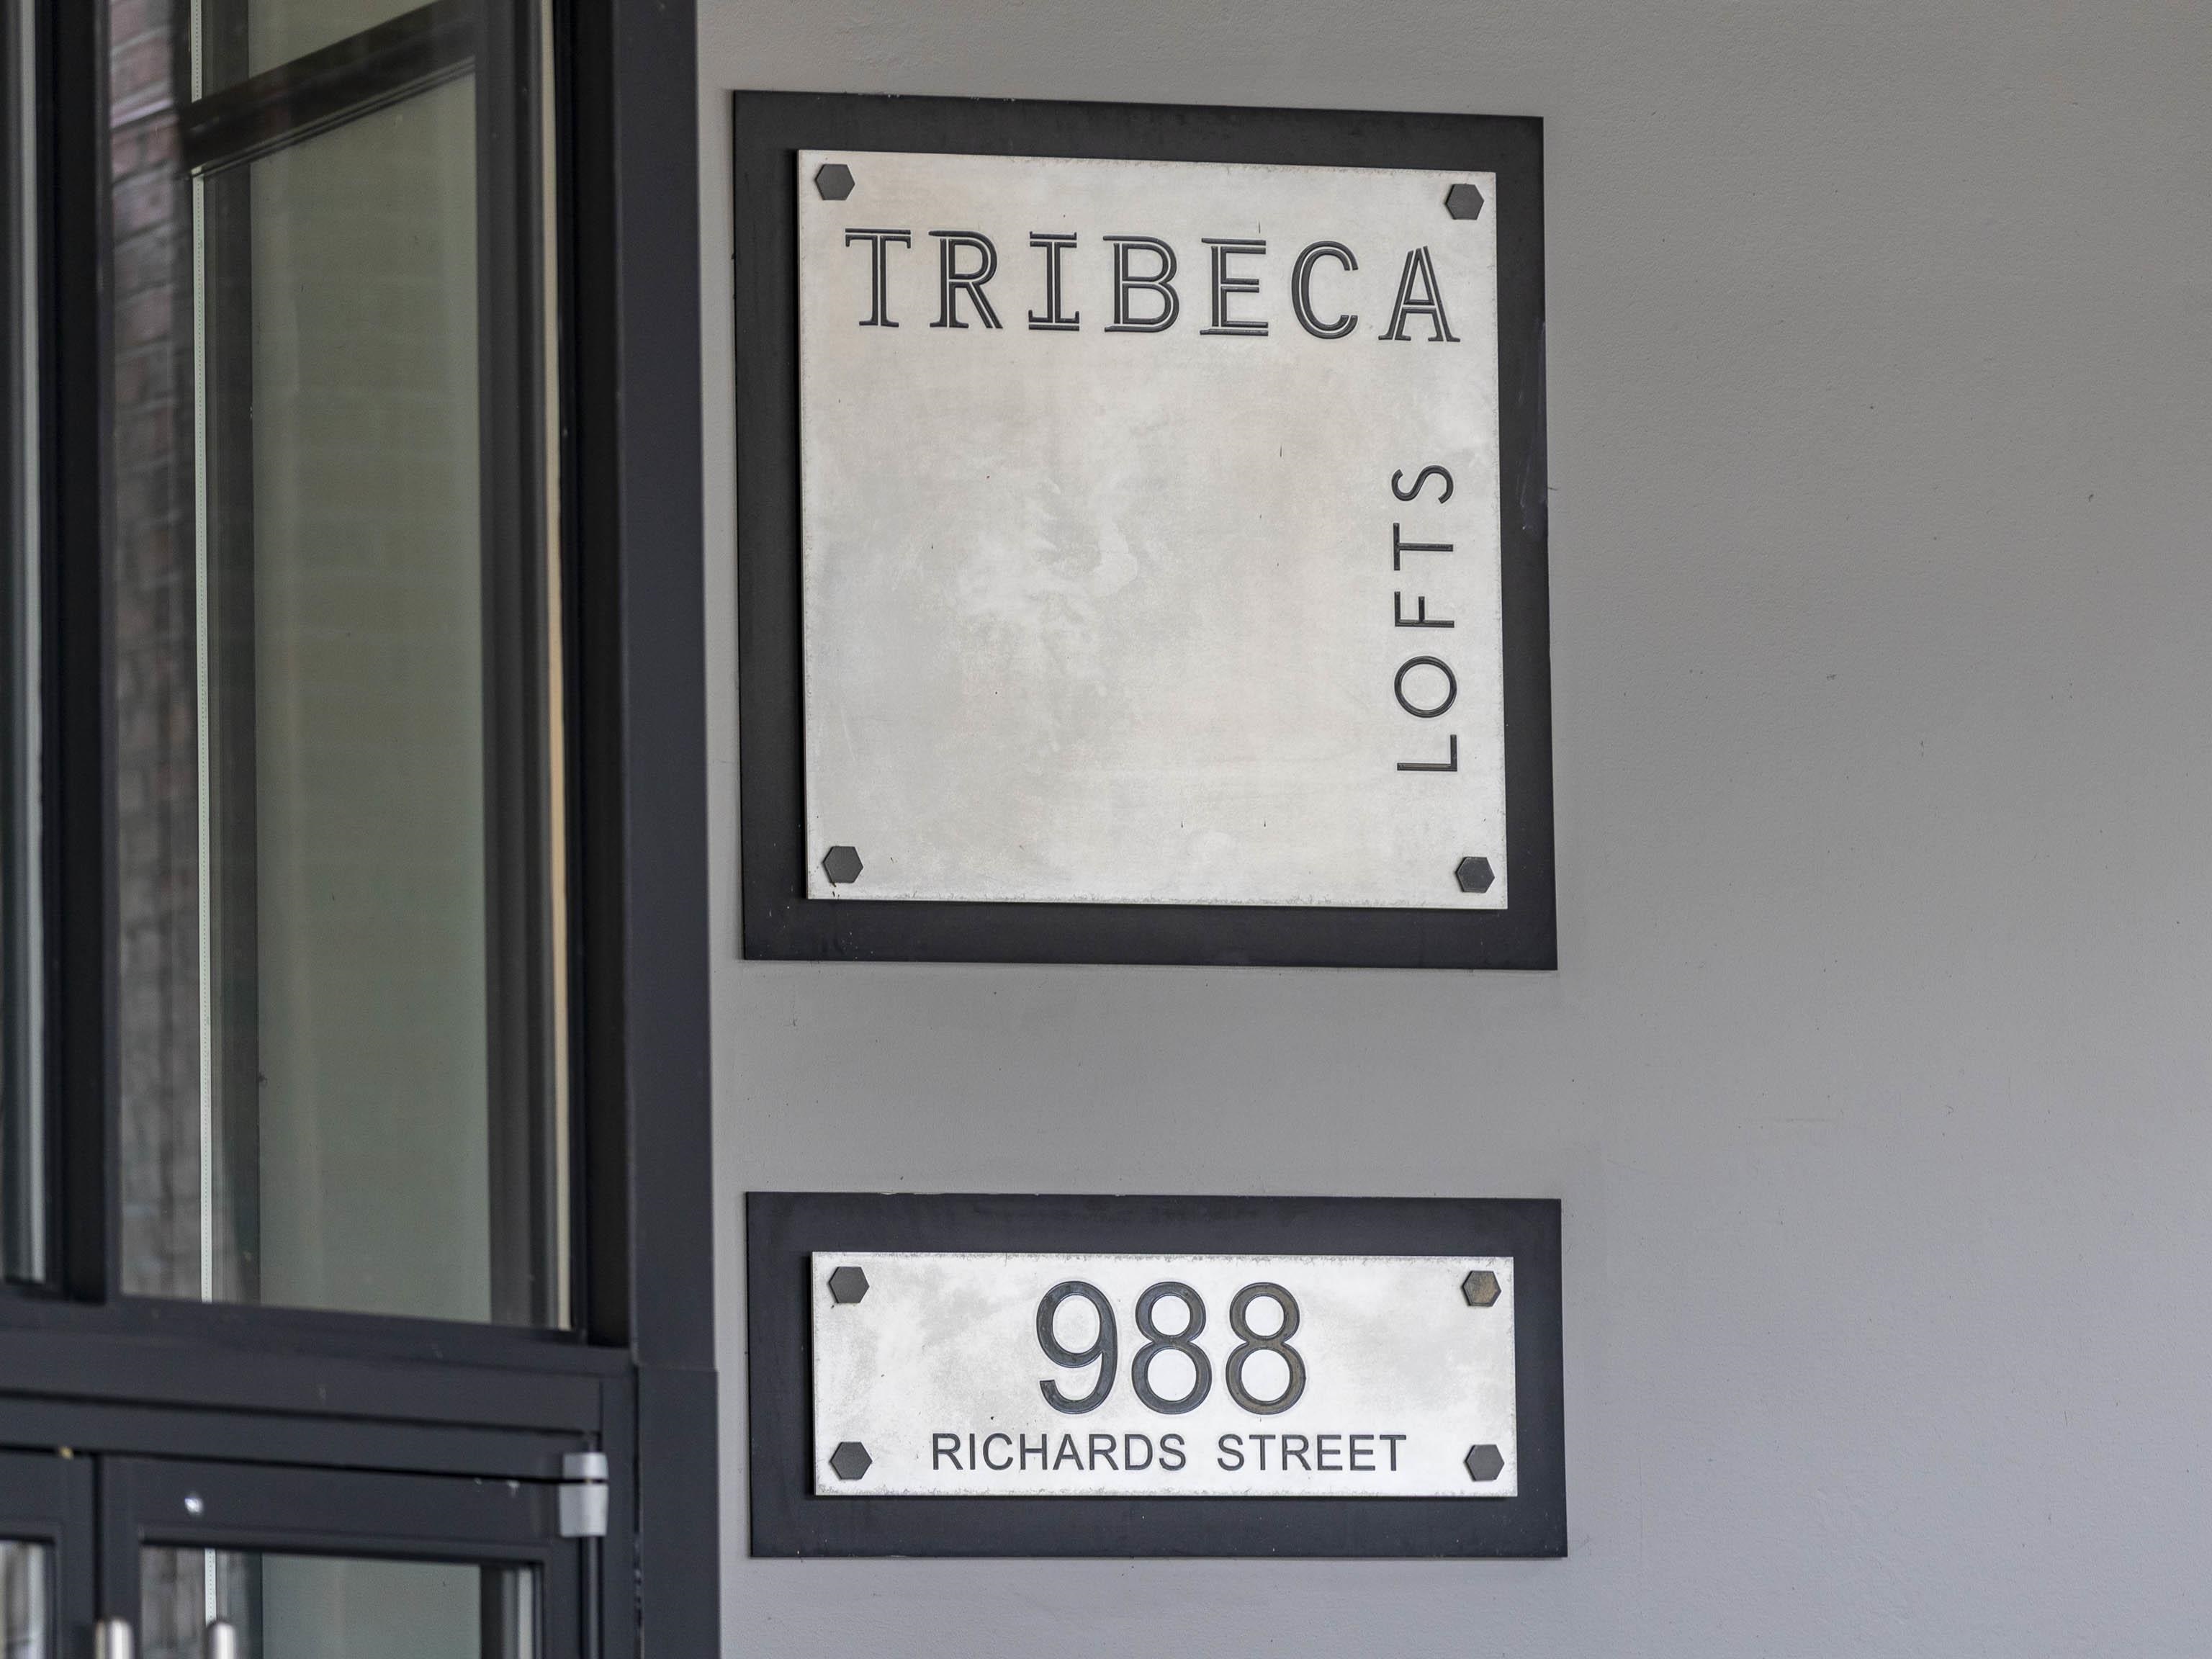 TRIBECA
LOFTS
988
RICHARDS STREET